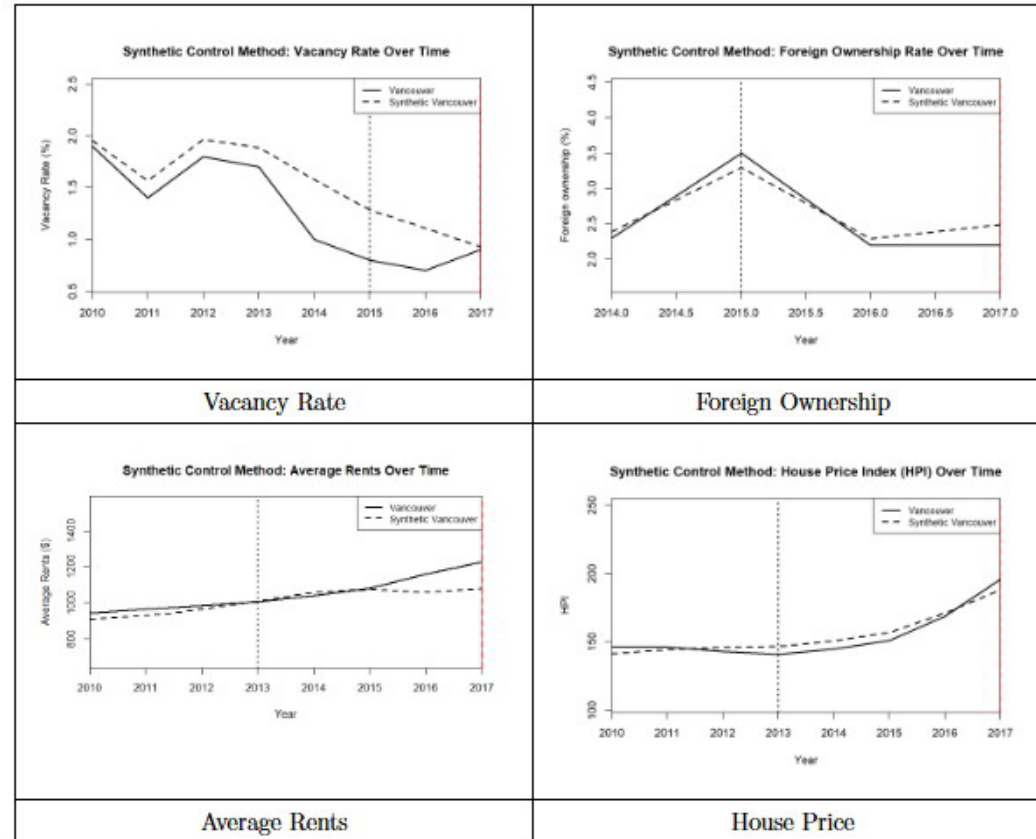 Synthetic Control Method: Vacancy Rate Over Time
Vancouver
Synthetic Vancouver
Vacancy Rate (%)
2.5
2.0
1.5
1.0
0.5
2010 2011 2012 2013 2014 2015 2016 2017
Year
Synthetic Control Method: Foreign Ownership Rate Over Time
Vancouver
Synthetic Vancouver
Foreign ownership (%)
4.5
4.0
3.5
3.0
2.5
2.0
2014.0 2014.5 2015.0 2015.5 2016.0 2016.5 2017.0
Year
Vacancy Rate
Foreign Ownership
Synthetic Control Method: Average Rents Over Time
Vancouver
Synthetic Vancouver
Average Rents ($)
1400
1200
1000
800
2010 2011 2012 2013 2014 2015 2016 2017
Year
Synthetic Control Method: House Price Index (HPI) Over Time
Vancouver
Synthetic Vancouver
HPI
250
200
150
100
2010 2011 2012 2013 2014 2015 2016 2017
Year
Average Rents
House Price